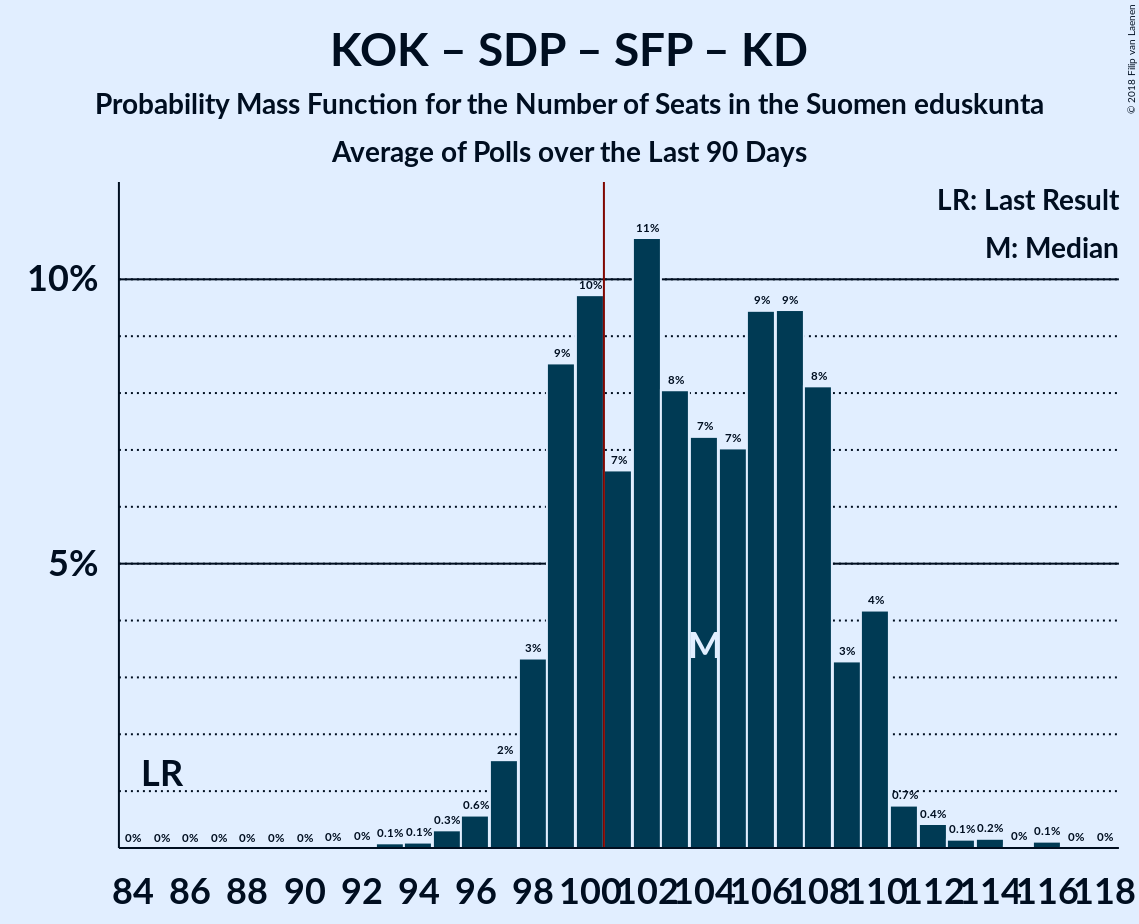 KOK – SDP – SFP – KD
Probability Mass Function for the Number of Seats in the Suomen eduskunta
Average of Polls over the Last 90 Days
© 2018 Filip van Laenen
LR: Last Result
M: Median
10%
5%
LR
M
0% 0% 0% 0% 0% 0% 0% 0% 0% 0.1% 0.1% 0.3% 0.6% 2% 3% 9% 10% 7% 11% 8% 7% 7% 9% 9% 8% 3% 4% 0.7% 0.4% 0.1% 0.2% 0% 0.1% 0% 0%
84 86 88 90 92 94 96 98 100 102 104 106 108 110 112 114 116 118